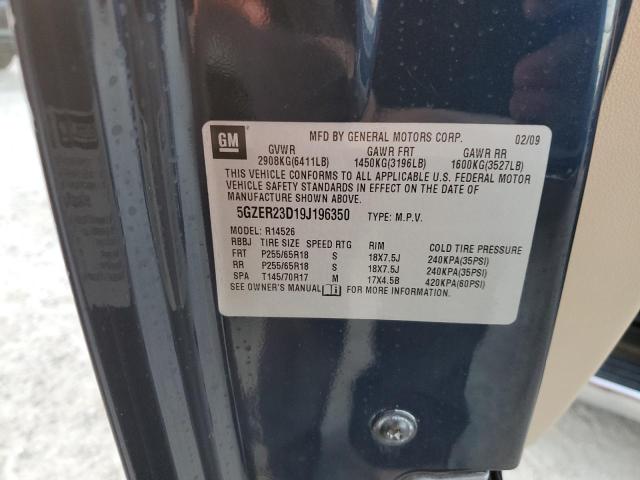 GM MFD BY GENERAL MOTORS CORP. 02/09
GVWR GAWR FRT GAWR RR
2908KG(6411LB) 1450KG(3196LB) 1600KG(3527LB)
THIS VEHICLE CONFORMS TO ALL APPLICABLE U.S. FEDERAL MOTOR
VEHICLE SAFETY STANDARDS IN EFFECT ON THE DATE OF
MANUFACTURE SHOWN ABOVE.
5GZER23D19J196350 TYPE: M.P.V.
MODEL: R14526
RBBJ TIRE SIZE SPEED RTG RIM COLD TIRE PRESSURE
FRT P255/65R18 S 18X7.5J 240KPA(35PSI)
RR P255/65R18 S 18X7.5J 240KPA(35PSI)
SPA T145/70R17 M 17X4.5B 420KPA(60PSI)
SEE OWNER'S MANUAL FOR MORE INFORMATION.